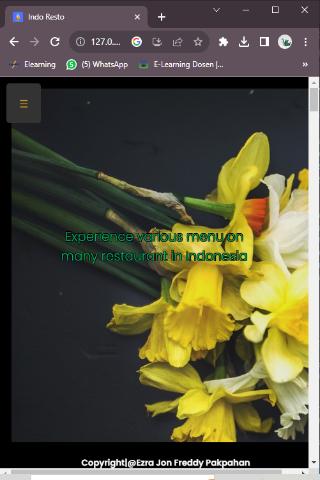 Indo Resto
127.0....
Elearning
(5) WhatsApp
E-Learning Dosen |...
Experience various menu on
many restaurant in Indonesia
Copyright|@Ezra Jon Freddy Pakpahan